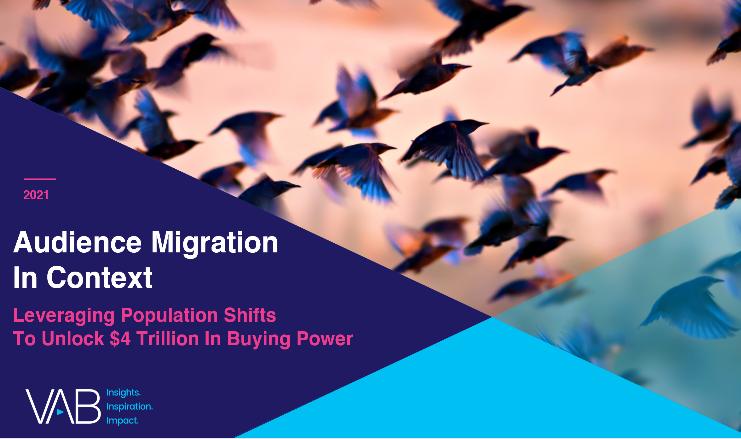 2021
Audience Migration
In Context
Leveraging Population Shifts
To Unlock $4 Trillion In Buying Power
VAB
Insights.
Inspiration.
Impact.